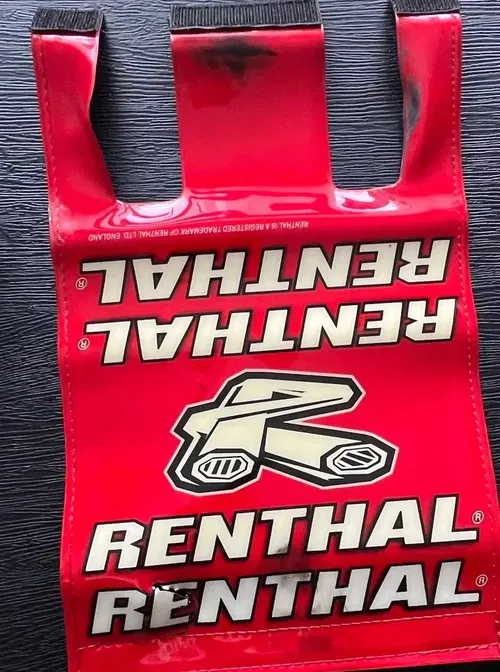 RENTHAL IS A REGISTERED TRADEMARK OF RENTHAL LTD. ENGLAND
RENTHAL®
RENTHAL®
R
RENTHAL®
RENTHAL®